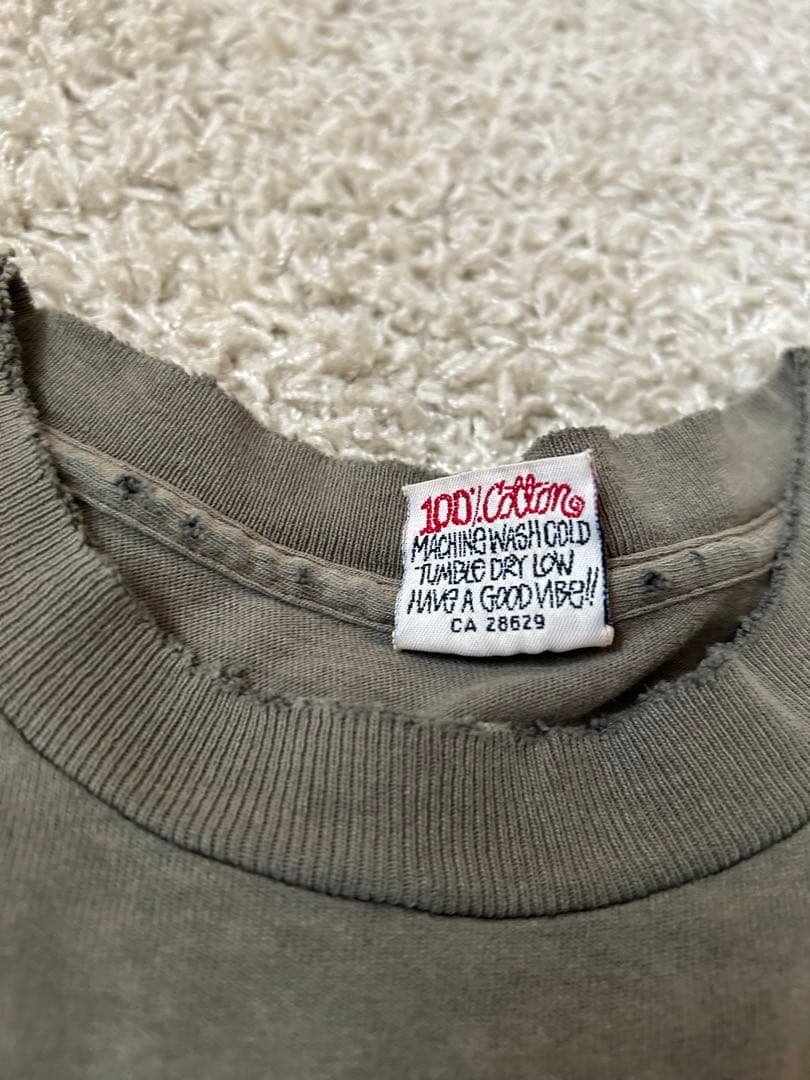 100% Cotton
MACHINE WASH COLD
TUMBLE DRY LOW
HAVE A GOOD VIBE!!
CA 28629